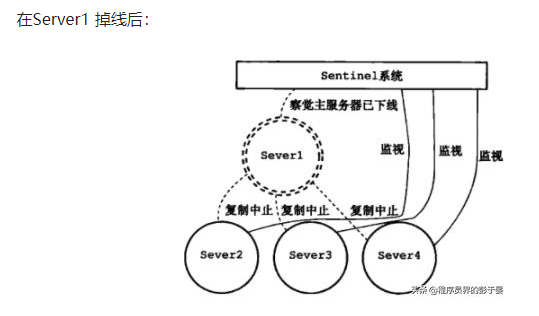 在Server1 掉线后:
Sentinel系统
察觉主服务器已下线
监视 监视 监视
Sever1
复制中止 复制中止 复制中止
Sever2 Sever3 Sever4
头条 @程序员界的彭于晏